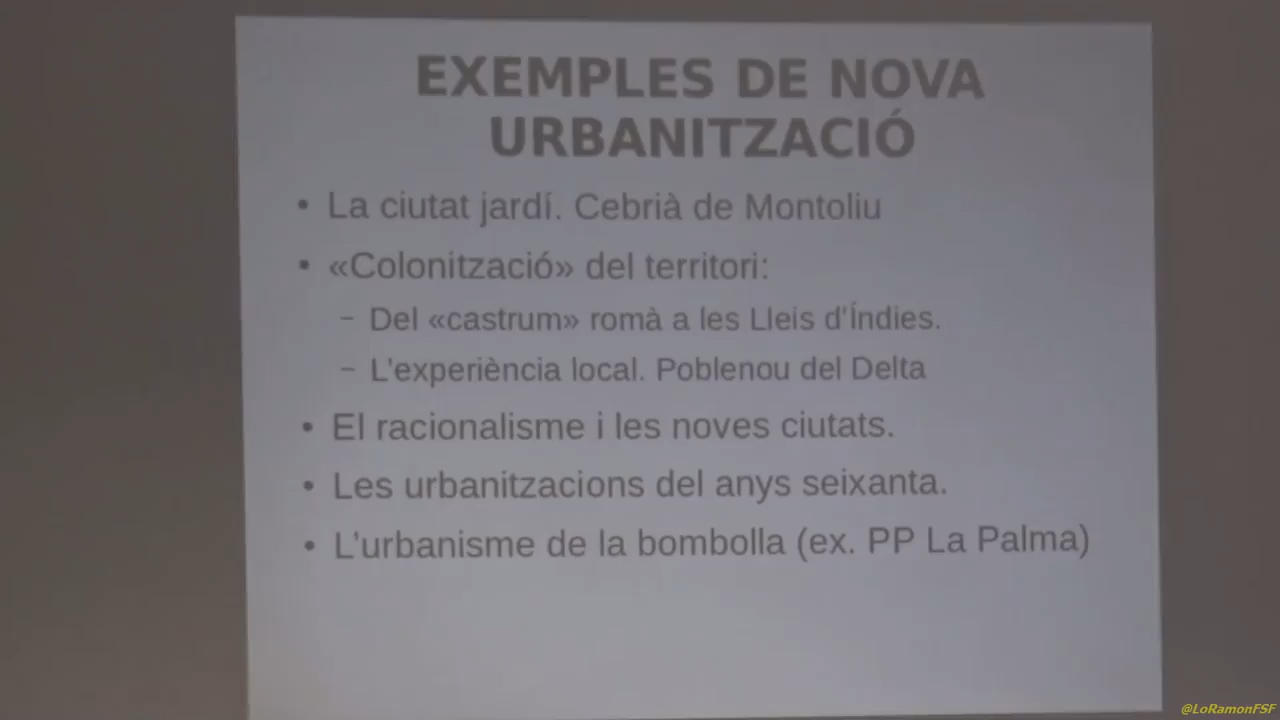 EXEMPLES DE NOVA
URBANITZACIÓ
• La ciutat jardí. Cebrià de Montoliu
• «Colonització» del territori:
– Del «castrum» romà a les Lleis d'Índies.
– L'experiència local. Poblenou del Delta
• El racionalisme i les noves ciutats.
• Les urbanitzacions del anys seixanta.
• L'urbanisme de la bombolla (ex. PP La Palma)
@LoRamonFSF